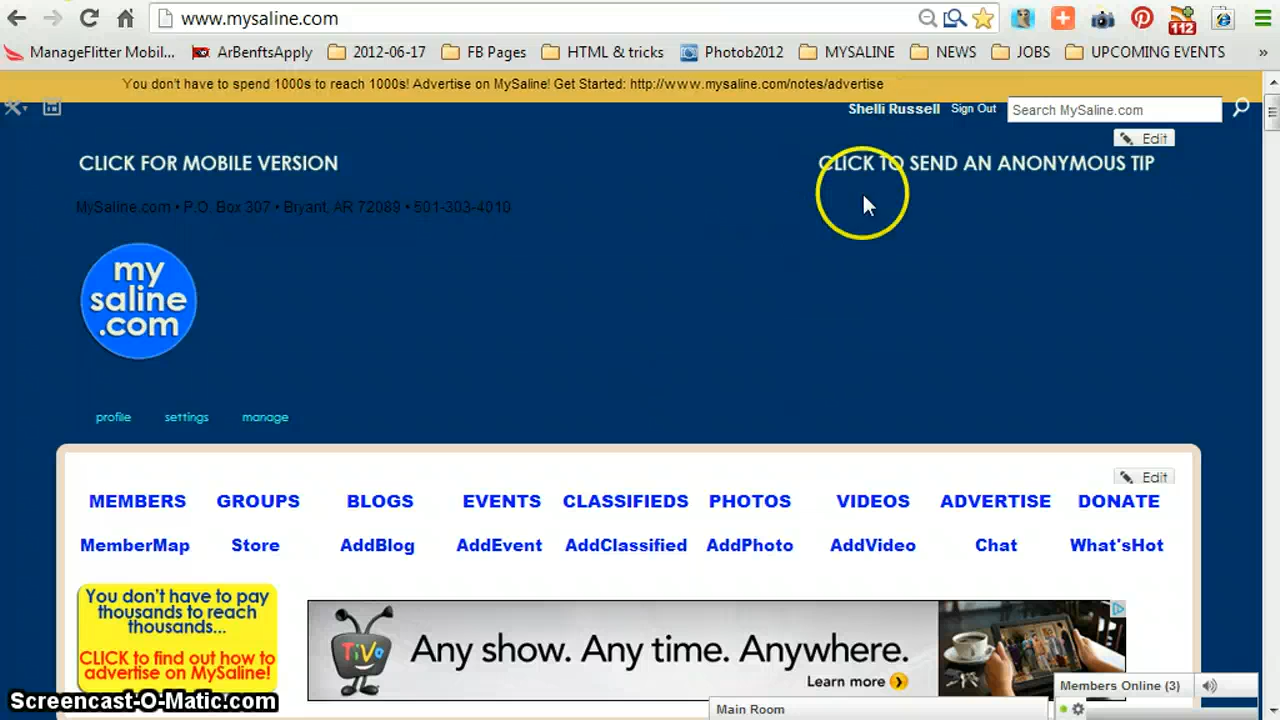 www.mysaline.com
ManageFlitter Mobil... ArBenftsApply 2012-06-17 FB Pages HTML & tricks Photob2012 MYSALINE NEWS JOBS UPCOMING EVENTS »
112
You don't have to spend 1000s to reach 1000s! Advertise on MySaline! Get Started: http://www.mysaline.com/notes/advertise
Shelli Russell Sign Out Search MySaline.com
Edit
CLICK FOR MOBILE VERSION CLICK TO SEND AN ANONYMOUS TIP
MySaline.com • P.O. Box 307 • Bryant, AR 72089 • 501-303-4010
my
saline
.com
profile settings manage
Edit
MEMBERS GROUPS BLOGS EVENTS CLASSIFIEDS PHOTOS VIDEOS ADVERTISE DONATE
MemberMap Store AddBlog AddEvent AddClassified AddPhoto AddVideo Chat What'sHot
You don't have to pay
thousands to reach
thousands...
CLICK to find out how to
advertise on MySaline!
TiVo
Any show. Any time. Anywhere.
Learn more
Members Online (3)
Main Room
Screencast-O-Matic.com